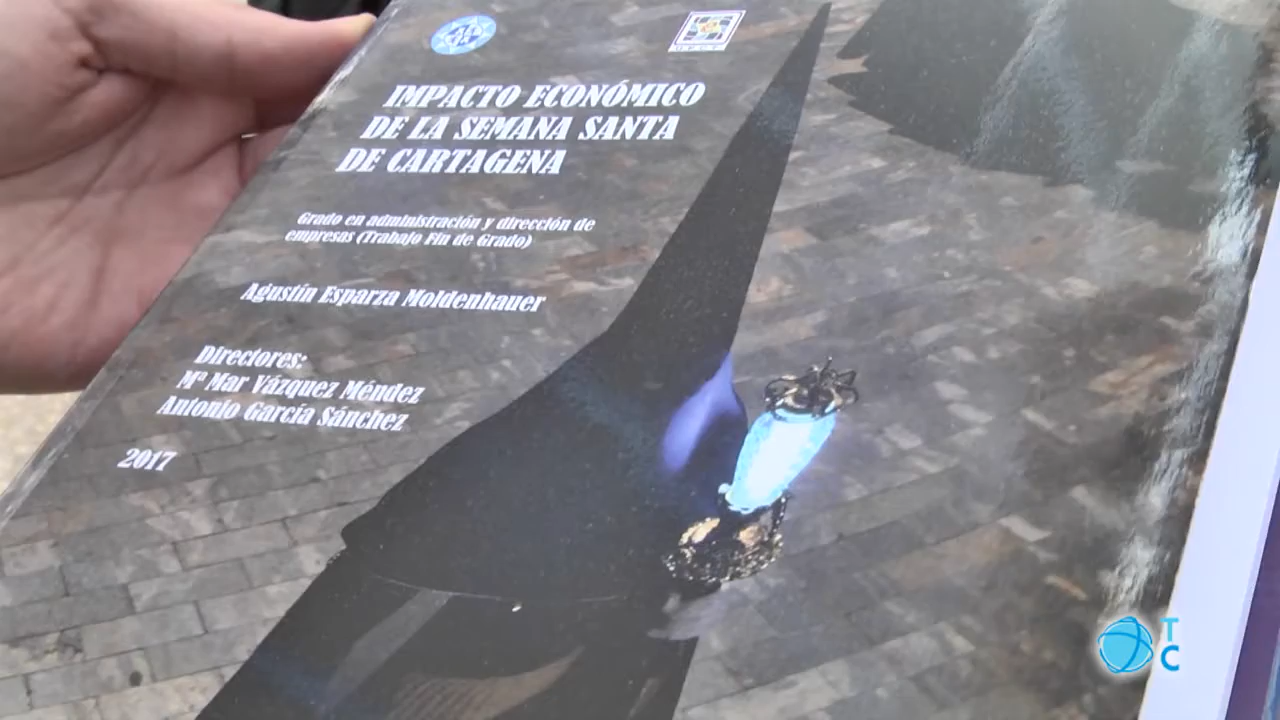 U P C T
IMPACTO ECONÓMICO
DE LA SEMANA SANTA
DE CARTAGENA
Grado en administración y dirección de
empresas (Trabajo Fin de Grado)
Agustín Esparza Moldenhauer
Directores:
Mª Mar Vázquez Méndez
Antonio García Sánchez
2017
T
C